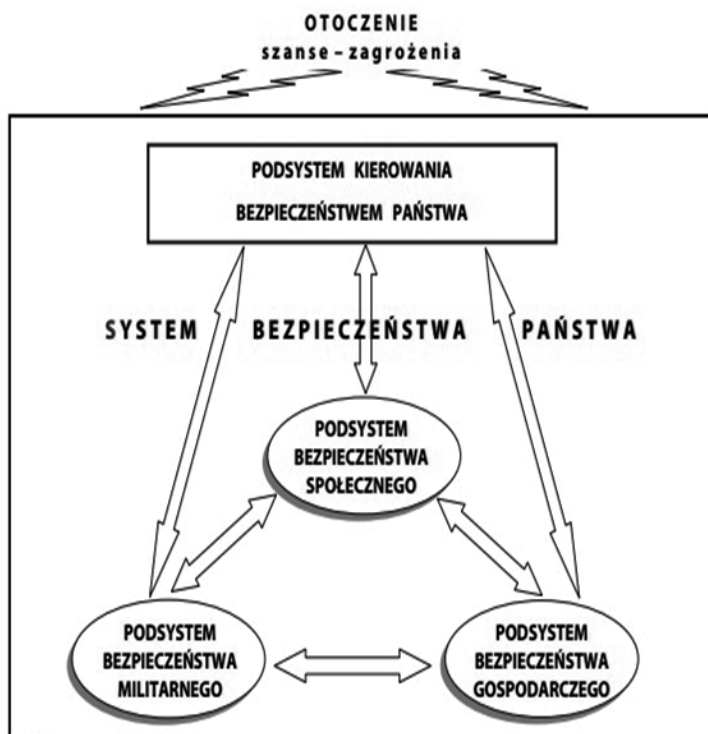 OTOCZENIE
szanse – zagrożenia
PODSYSTEM KIEROWANIA
BEZPIECZEŃSTWEM PAŃSTWA
SYSTEM BEZPIECZEŃSTWA PAŃSTWA
PODSYSTEM
BEZPIECZEŃSTWA
SPOŁECZNEGO
PODSYSTEM
BEZPIECZEŃSTWA
MILITARNEGO
PODSYSTEM
BEZPIECZEŃSTWA
GOSPODARCZEGO